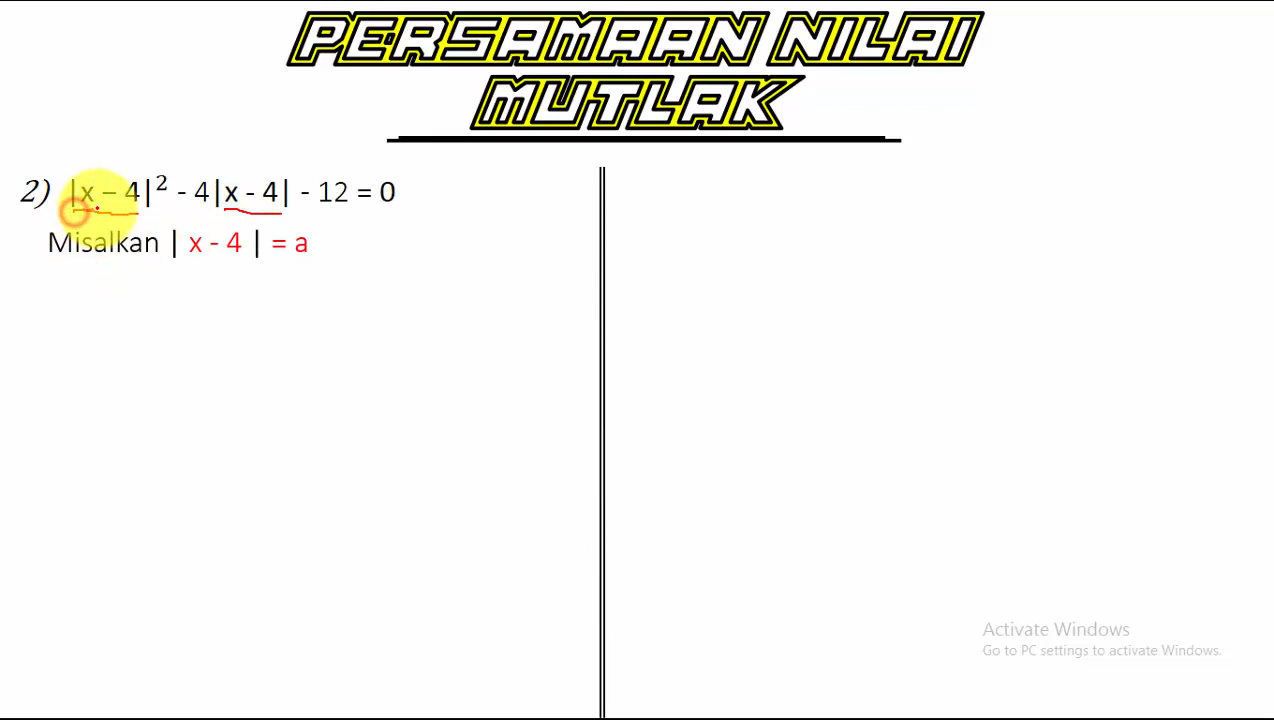 PERSAMAAN NILAI
MUTLAK
2) |x − 4|² - 4|x - 4| - 12 = 0
Misalkan | x - 4 | = a
Activate Windows
Go to PC settings to activate Windows.